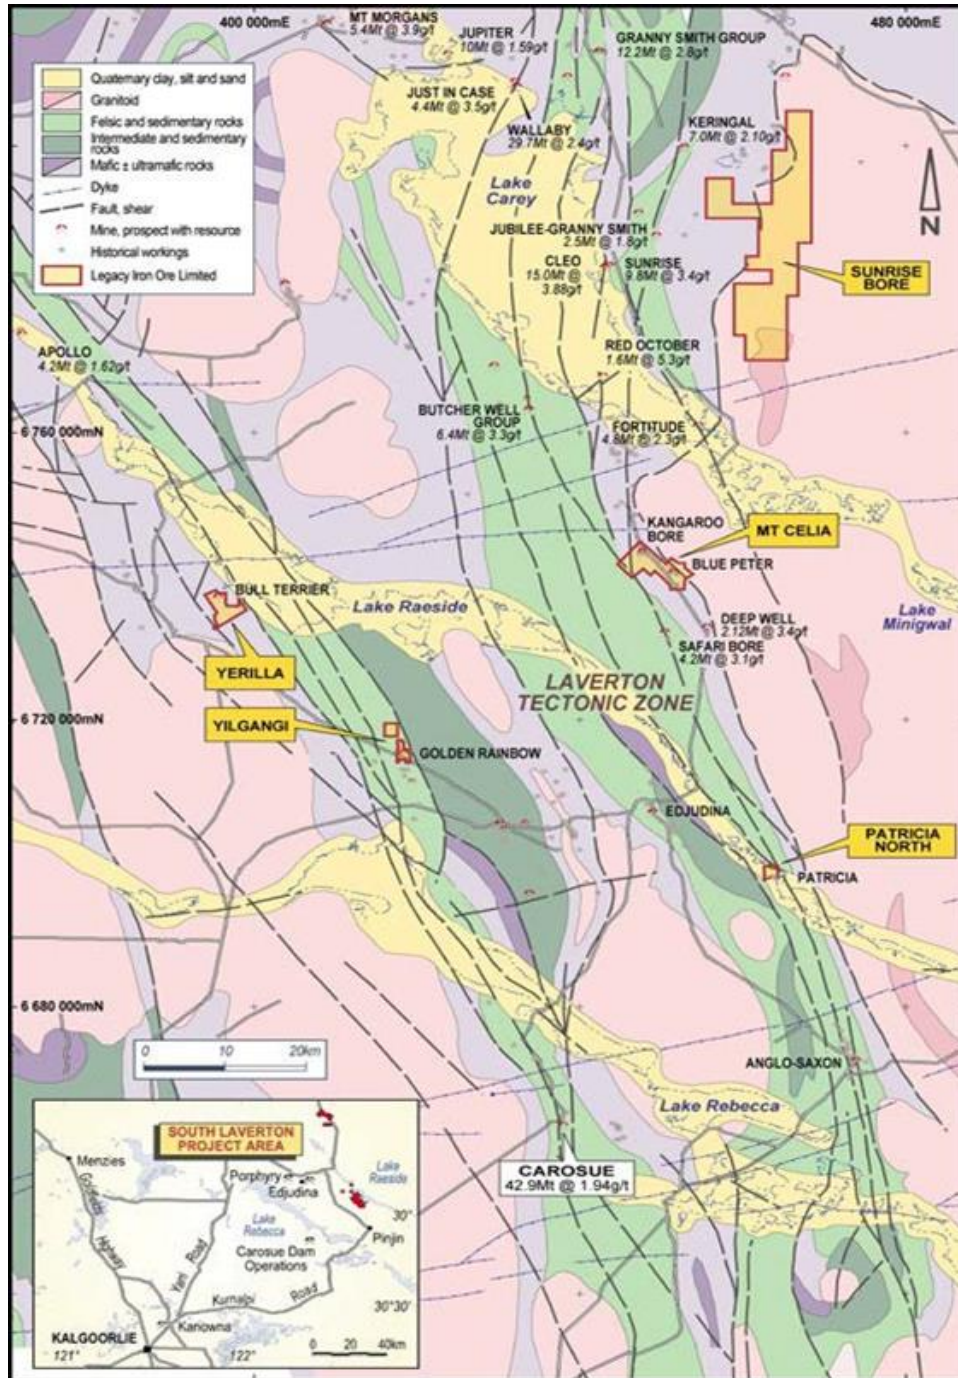 400 000mE
480 000mE
MT MORGANS
5.4Mt @ 3.9g/t
JUPITER
10Mt @ 1.59g/t
GRANNY SMITH GROUP
12.2Mt @ 2.8g/t
Quaternary clay, silt and sand
Granitoid
Felsic and sedimentary rocks
Intermediate and sedimentary
rocks
Mafic ± ultramafic rocks
Dyke
Fault, shear
Mine, prospect with resource
Historical workings
Legacy Iron Ore Limited
JUST IN CASE
4.4Mt @ 3.5g/t
WALLABY
29.7Mt @ 2.4g/t
KERINGAL
7.0Mt @ 2.10g/t
Lake
Carey
N
JUBILEE-GRANNY SMITH
2.5Mt @ 1.8g/t
CLEO
15.0Mt @
3.88g/t
SUNRISE
9.8Mt @ 3.4g/t
SUNRISE
BORE
APOLLO
4.2Mt @ 1.62g/t
RED OCTOBER
1.6Mt @ 5.3g/t
BUTCHER WELL
GROUP
6.4Mt @ 3.3g/t
FORTITUDE
4.8Mt @ 2.3g/t
6 760 000mN
KANGAROO
BORE
MT CELIA
BLUE PETER
BULL TERRIER
Lake Raeside
Lake
Minigwal
DEEP WELL
2.12Mt @ 3.4g/t
SAFARI BORE
4.2Mt @ 3.1g/t
YERILLA
LAVERTON
TECTONIC ZONE
6 720 000mN
YILGANGI
GOLDEN RAINBOW
EDJUDINA
PATRICIA
NORTH
PATRICIA
6 680 000mN
0 10 20km
ANGLO-SAXON
Lake Rebecca
CAROSUE
42.9Mt @ 1.94g/t
SOUTH LAVERTON
PROJECT AREA
Menzies
Goldfields
Highway
Porphyry
Edjudina
Lake
Raeside
Lake
Rebecca
30°
Pinjin
Carosue Dam
Operations
Yarri Road
Kurnalpi Road
30°30'
Kanowna
KALGOORLIE
121°
122°
0 20 40km